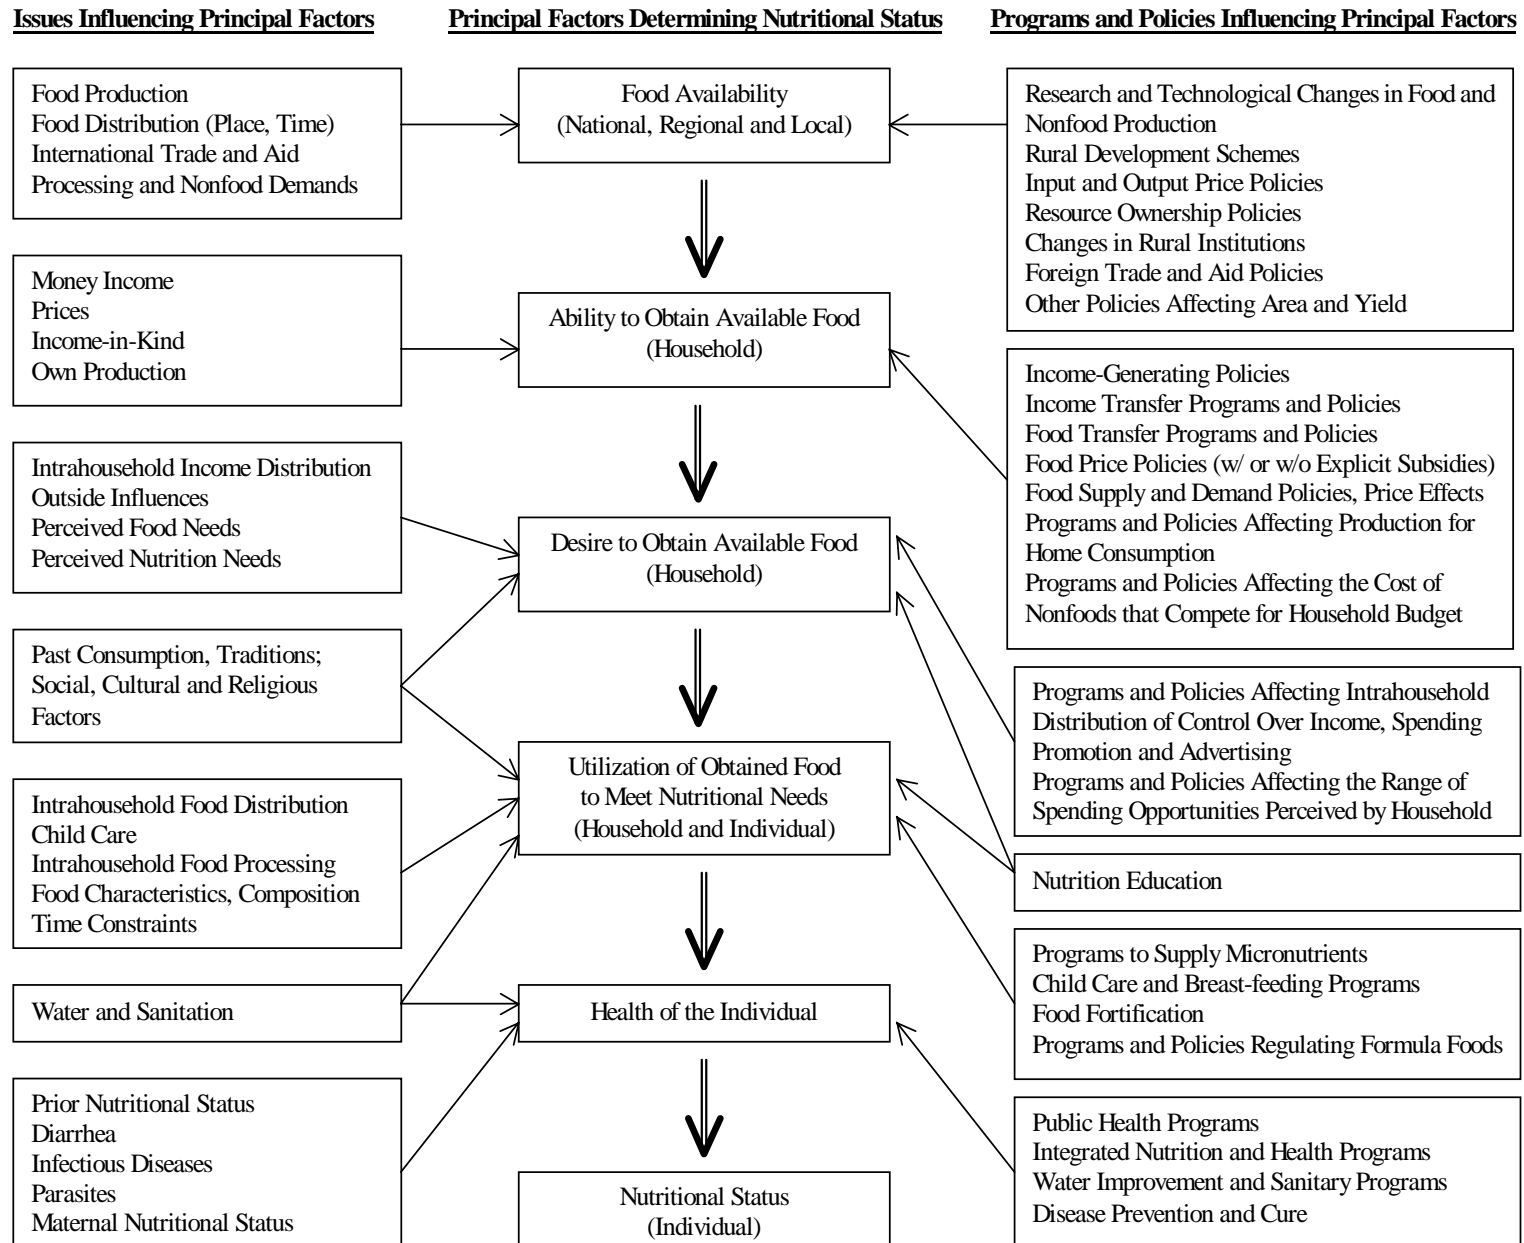 Issues Influencing Principal Factors
Principal Factors Determining Nutritional Status
Programs and Policies Influencing Principal Factors
Food Production
Food Distribution (Place, Time)
International Trade and Aid
Processing and Nonfood Demands
Money Income
Prices
Income-in-Kind
Own Production
Intrahousehold Income Distribution
Outside Influences
Perceived Food Needs
Perceived Nutrition Needs
Past Consumption, Traditions;
Social, Cultural and Religious
Factors
Intrahousehold Food Distribution
Child Care
Intrahousehold Food Processing
Food Characteristics, Composition
Time Constraints
Water and Sanitation
Prior Nutritional Status
Diarrhea
Infectious Diseases
Parasites
Maternal Nutritional Status
Food Availability
(National, Regional and Local)
Ability to Obtain Available Food
(Household)
Desire to Obtain Available Food
(Household)
Utilization of Obtained Food
to Meet Nutritional Needs
(Household and Individual)
Health of the Individual
Nutritional Status
(Individual)
Research and Technological Changes in Food and
Nonfood Production
Rural Development Schemes
Input and Output Price Policies
Resource Ownership Policies
Changes in Rural Institutions
Foreign Trade and Aid Policies
Other Policies Affecting Area and Yield
Income-Generating Policies
Income Transfer Programs and Policies
Food Transfer Programs and Policies
Food Price Policies (w/ or w/o Explicit Subsidies)
Food Supply and Demand Policies, Price Effects
Programs and Policies Affecting Production for
Home Consumption
Programs and Policies Affecting the Cost of
Nonfoods that Compete for Household Budget
Programs and Policies Affecting Intrahousehold
Distribution of Control Over Income, Spending
Promotion and Advertising
Programs and Policies Affecting the Range of
Spending Opportunities Perceived by Household
Nutrition Education
Programs to Supply Micronutrients
Child Care and Breast-feeding Programs
Food Fortification
Programs and Policies Regulating Formula Foods
Public Health Programs
Integrated Nutrition and Health Programs
Water Improvement and Sanitary Programs
Disease Prevention and Cure